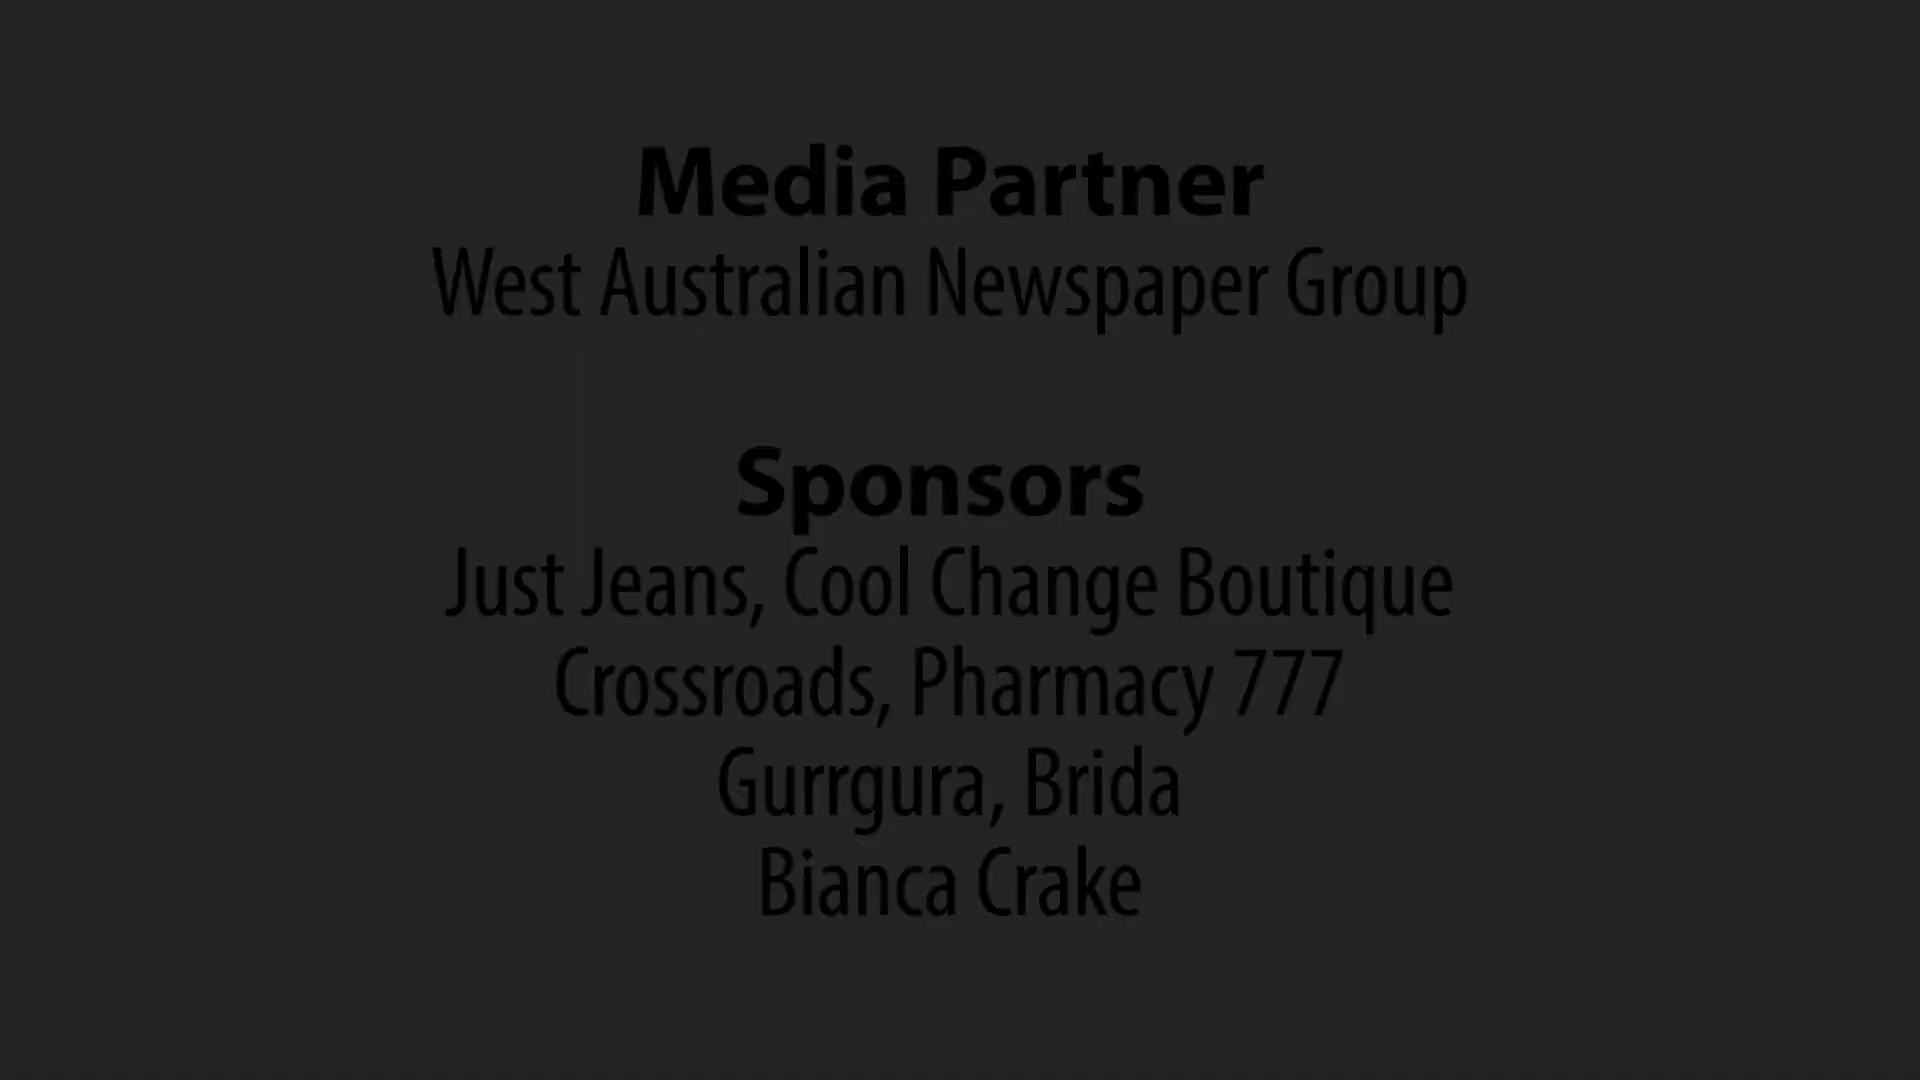 Media Partner
West Australian Newspaper Group
Sponsors
Just Jeans, Cool Change Boutique
Crossroads, Pharmacy 777
Gurrgura, Brida
Bianca Crake